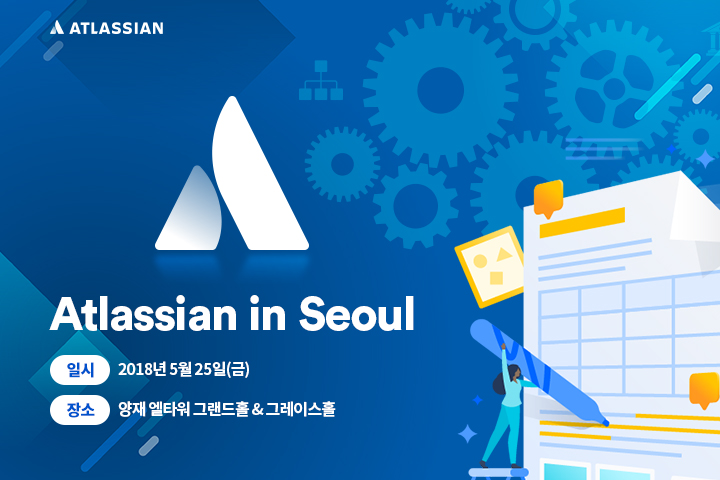 ATLASSIAN
Atlassian in Seoul
일시 2018년 5월 25일(금)
장소 양재 엘타워 그랜드홀 & 그레이스홀